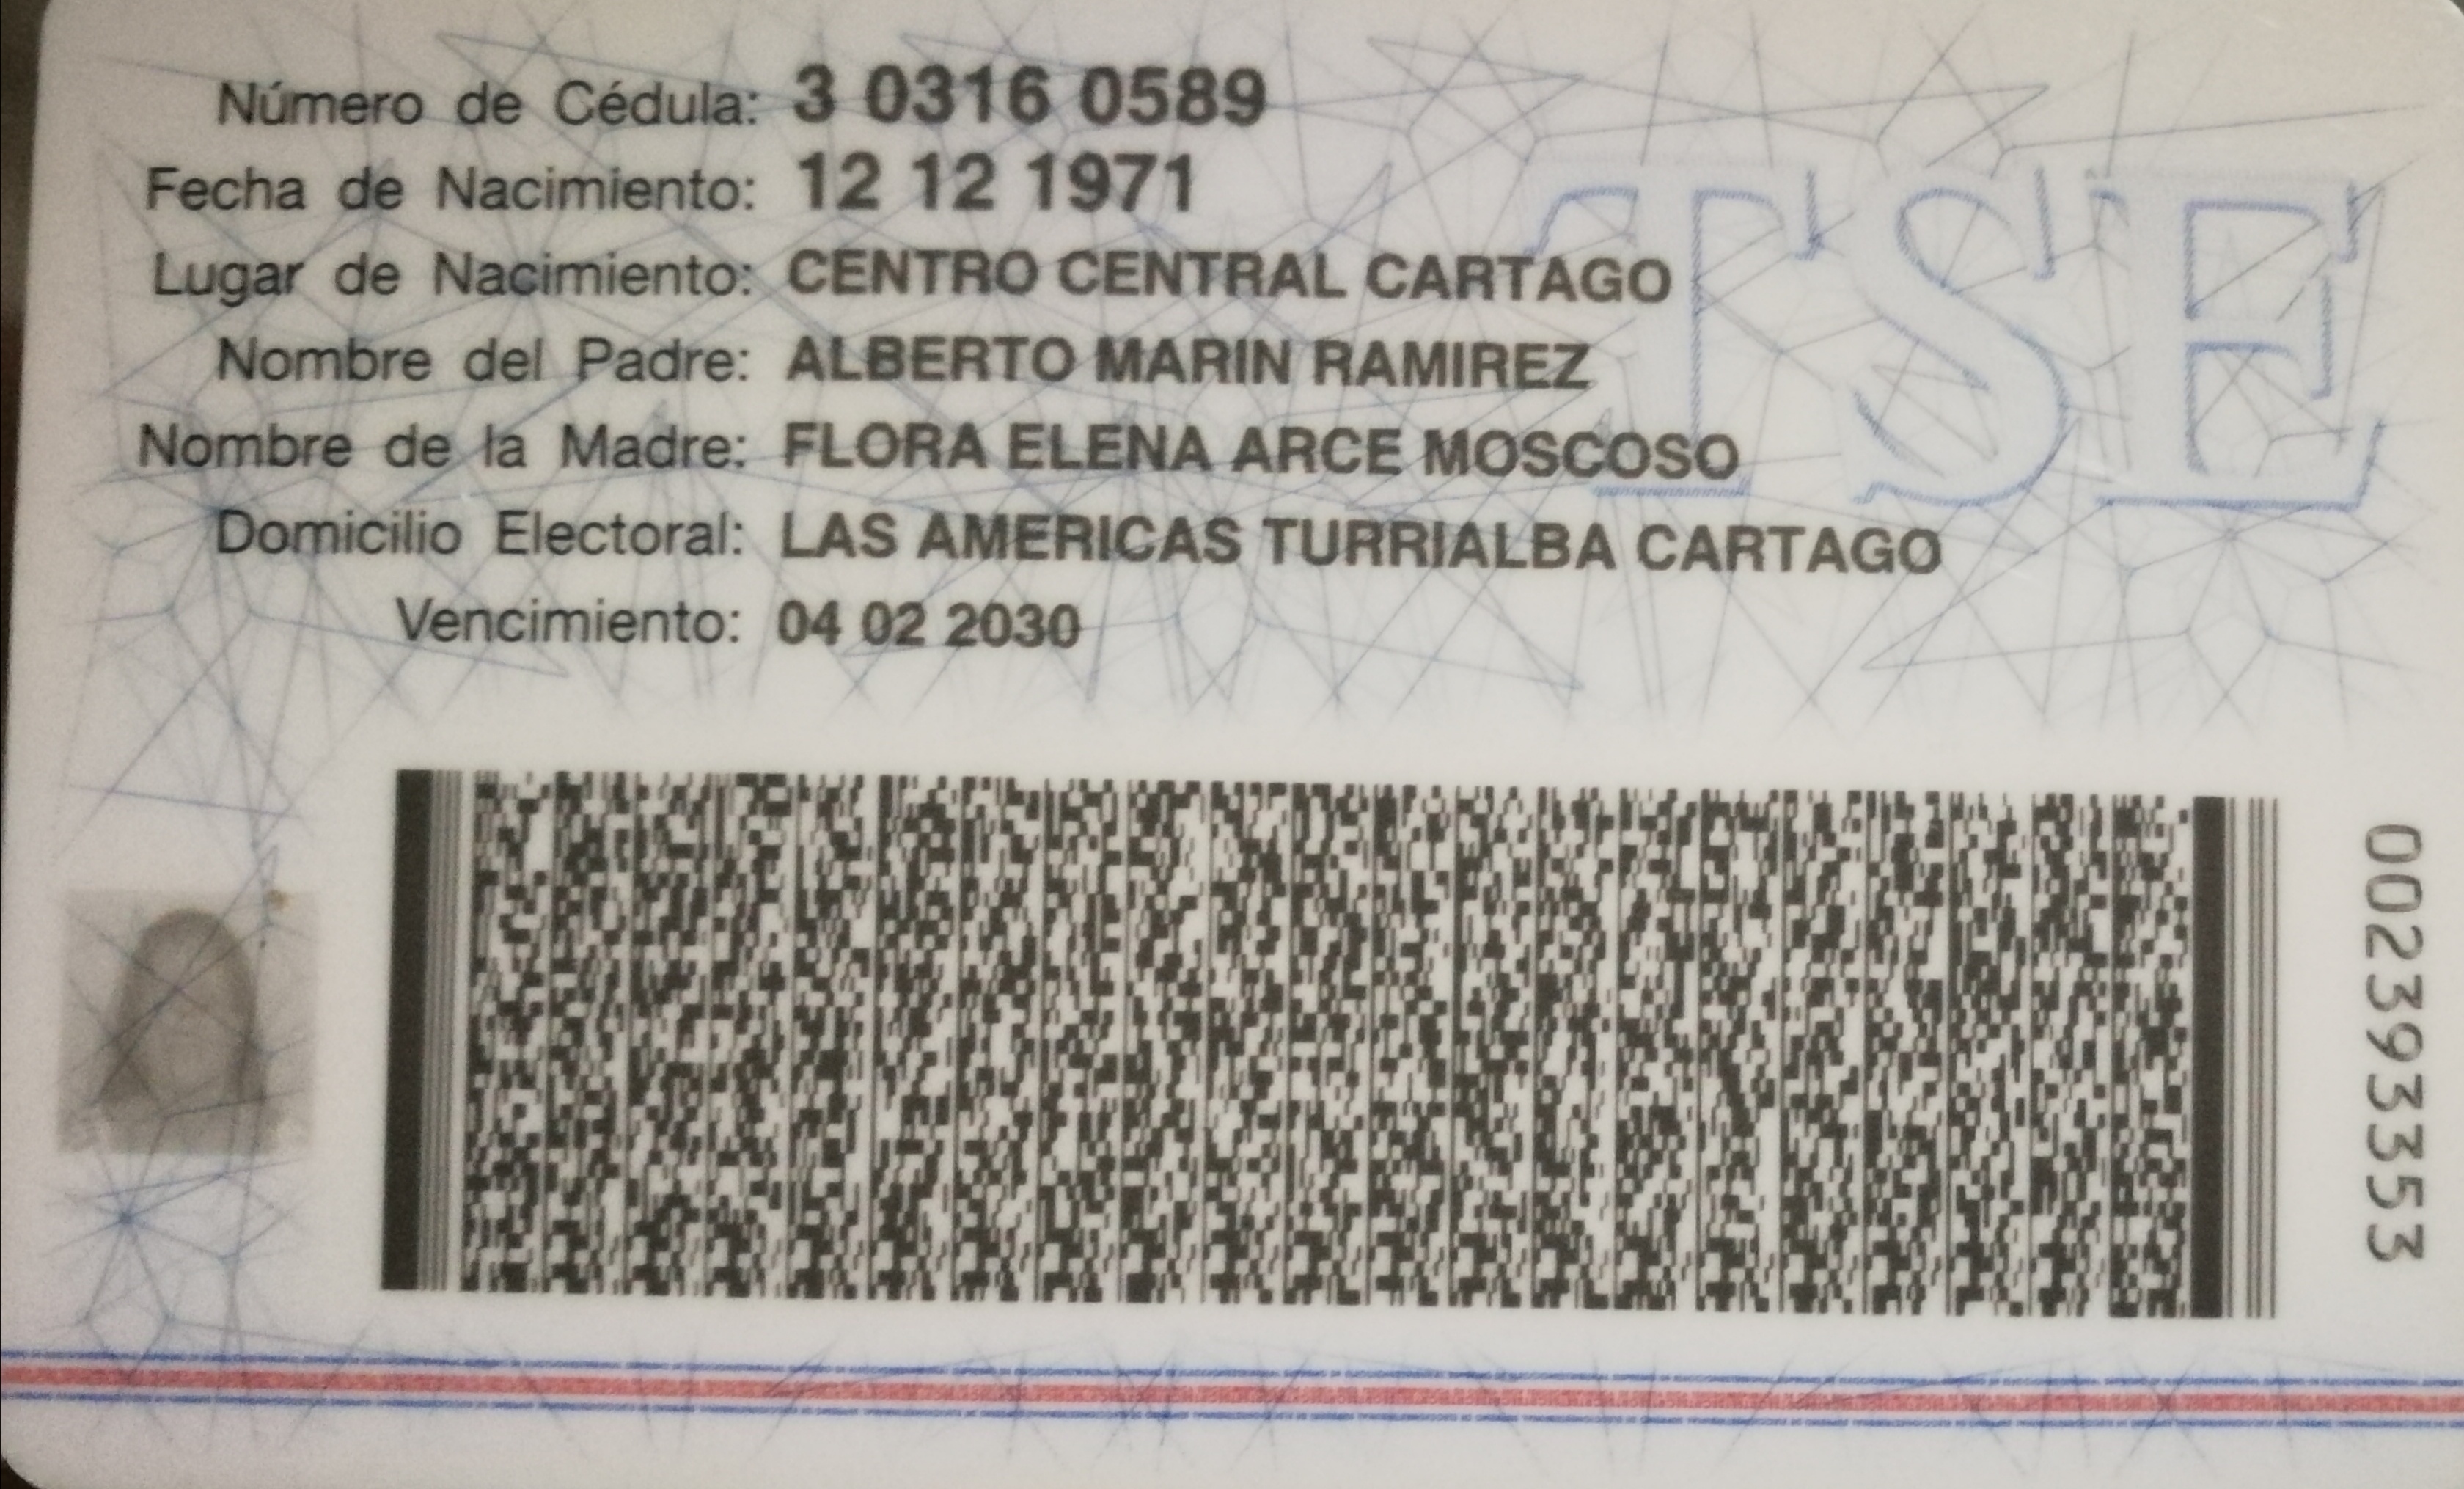 Número de Cédula: 3 0316 0589
Fecha de Nacimiento: 12 12 1971
Lugar de Nacimiento: CENTRO CENTRAL CARTAGO
Nombre del Padre: ALBERTO MARIN RAMIREZ
Nombre de la Madre: FLORA ELENA ARCE MOSCOSO
Domicilio Electoral: LAS AMERICAS TURRIALBA CARTAGO
Vencimiento: 04 02 2030
TSE
002393353